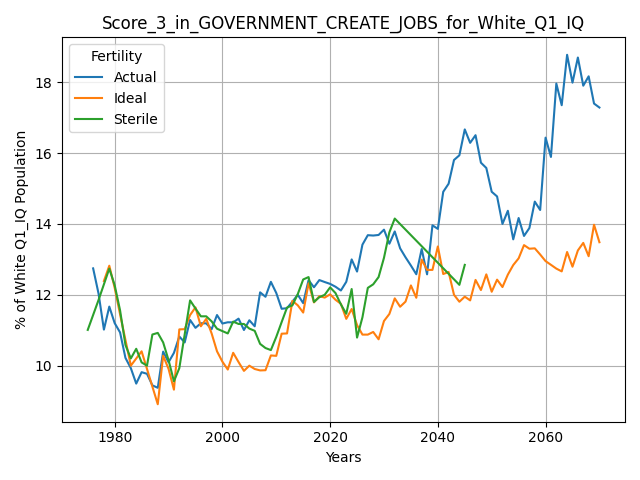 Score_3_in_GOVERNMENT_CREATE_JOBS_for_White_Q1_IQ
Fertility
Actual
Ideal
Sterile
% of White Q1_IQ Population
18
16
14
12
10
1980
2000
2020
2040
2060
Years